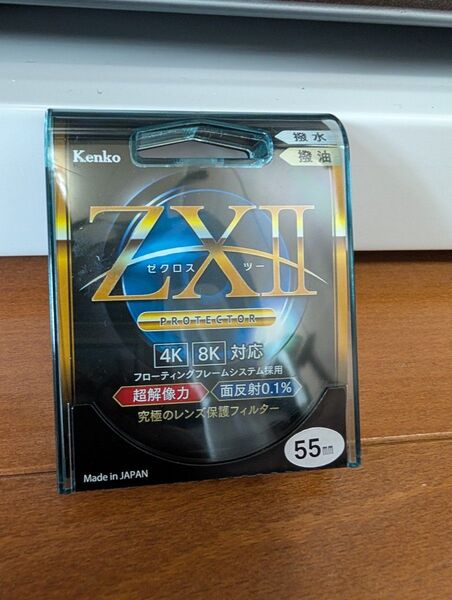 Kenko
撥水
撥油
ZXII
ゼクロス ツー
PROTECTOR
4K 8K 対応
フローティングフレームシステム採用
超解像力 面反射0.1%
究極のレンズ保護フィルター
55mm
Made in JAPAN